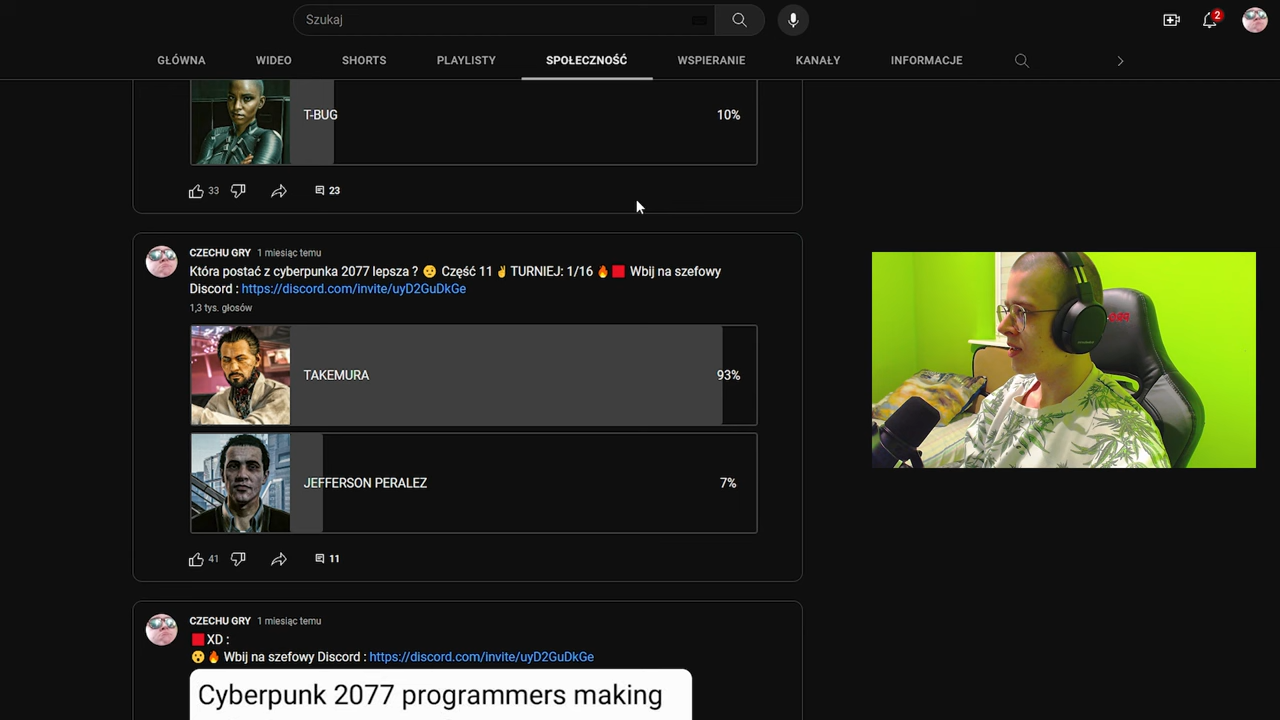 Szukaj
2
GŁÓWNA WIDEO SHORTS PLAYLISTY SPOŁECZNOŚĆ WSPIERANIE KANAŁY INFORMACJE
T-BUG 10%
33 23
CZECHU GRY 1 miesiąc temu
Która postać z cyberpunka 2077 lepsza ? 😕 Część 11 ✌ TURNIEJ: 1/16 🔥 🟥 Wbij na szefowy
Discord : https://discord.com/invite/uyD2GuDkGe
1,3 tys. głosów
TAKEMURA 93%
JEFFERSON PERALEZ 7%
41 11
CZECHU GRY 1 miesiąc temu
🟥XD :
😮🔥 Wbij na szefowy Discord : https://discord.com/invite/uyD2GuDkGe
Cyberpunk 2077 programmers making